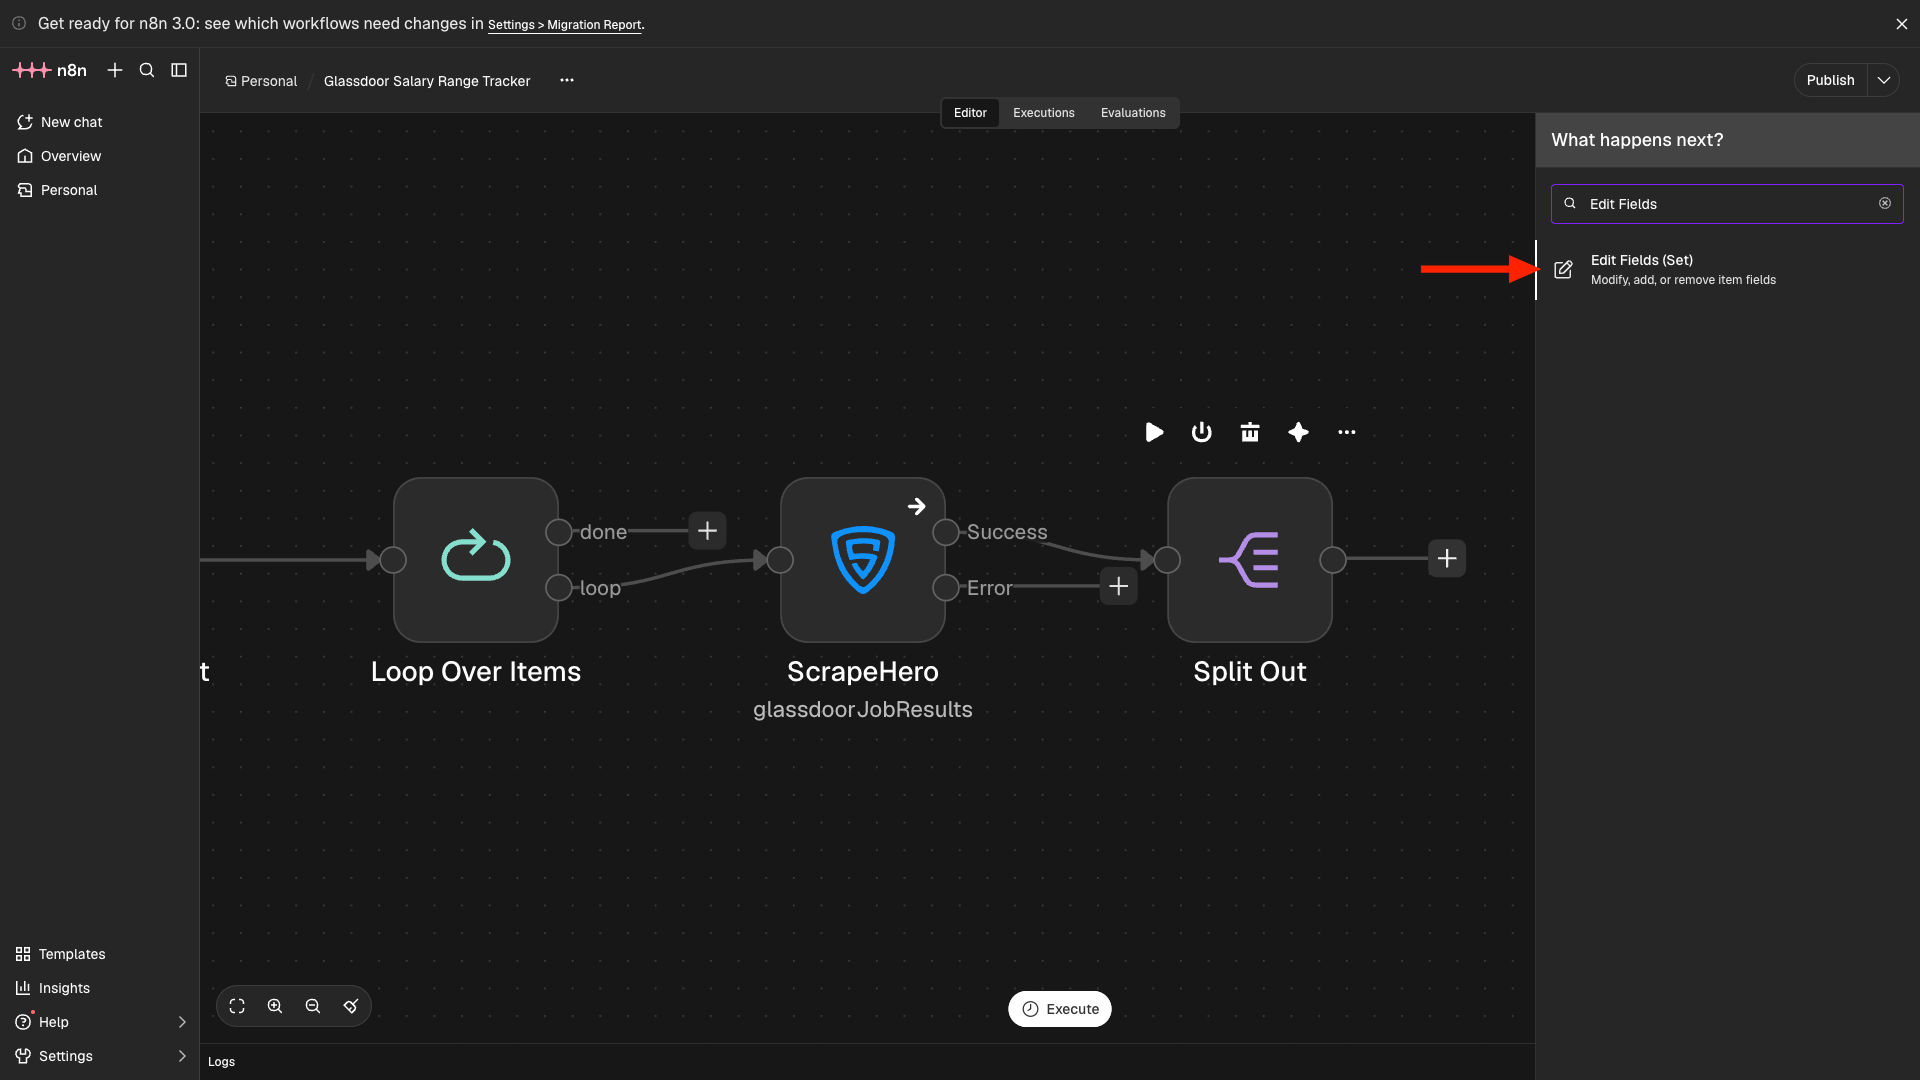 Get ready for n8n 3.0: see which workflows need changes in Settings > Migration Report.
n8n
Personal / Glassdoor Salary Range Tracker
Publish
Editor
Executions
Evaluations
New chat
Overview
Personal
What happens next?
Edit Fields
Edit Fields (Set)
Modify, add, or remove item fields
done
loop
Success
Error
t
Loop Over Items
ScrapeHero
glassdoorJobResults
Split Out
Templates
Insights
Help
Settings
Execute
Logs